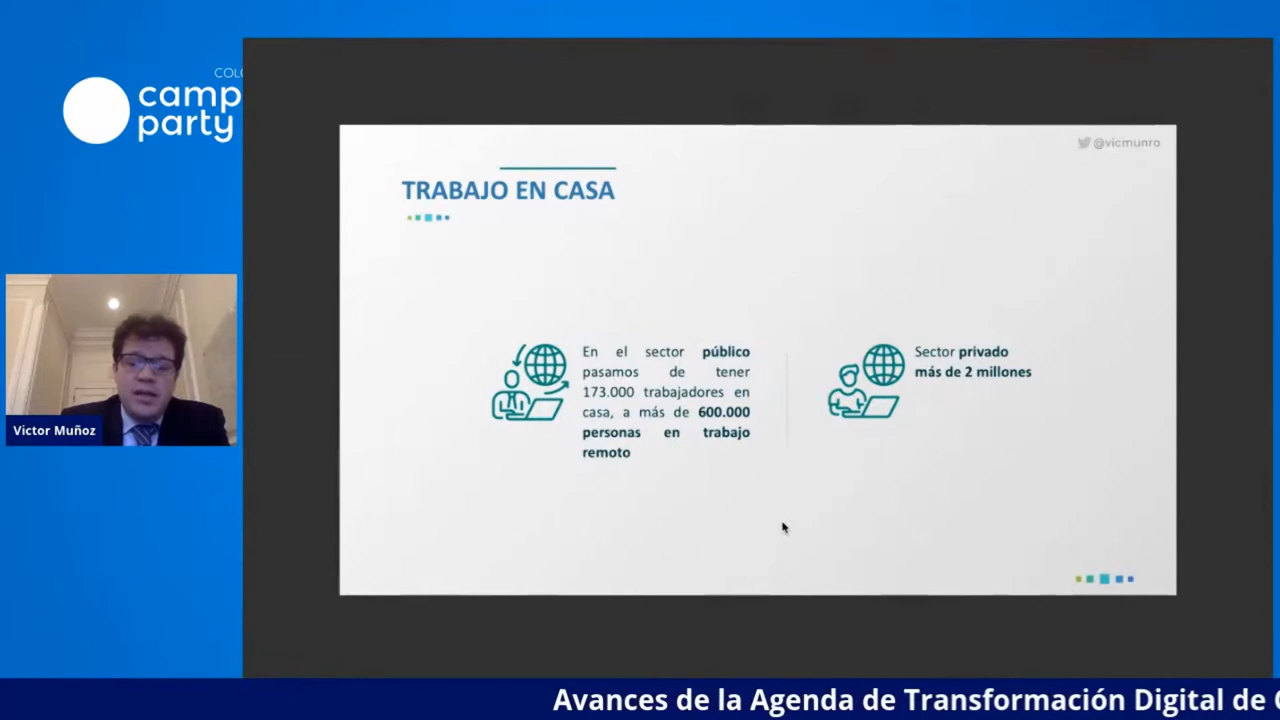 COLO
camp
party
@vicmunro
TRABAJO EN CASA
En el sector público
pasamos de tener
173.000 trabajadores en
casa, a más de 600.000
personas en trabajo
remoto
Sector privado
más de 2 millones
Victor Muñoz
Avances de la Agenda de Transformación Digital de